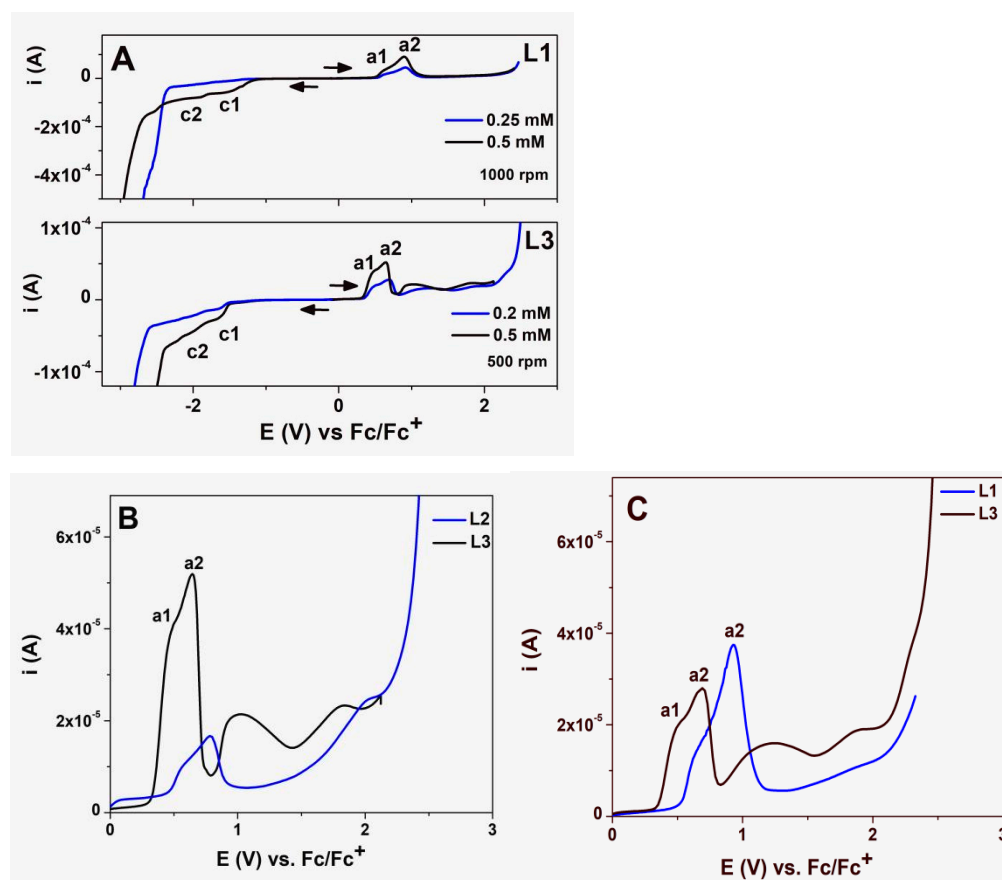 A
L1
i (A)
0
-2x10⁻⁴
-4x10⁻⁴
a1
a2
c2
c1
0.25 mM
0.5 mM
1000 rpm
L3
i (A)
1x10⁻⁴
0
-1x10⁻⁴
a1
a2
c2
c1
0.2 mM
0.5 mM
500 rpm
-2 0 2
E (V) vs Fc/Fc⁺
B
L2
L3
i (A)
6x10⁻⁵
4x10⁻⁵
2x10⁻⁵
0
a1
a2
0 1 2 3
E (V) vs. Fc/Fc⁺
C
L1
L3
i (A)
6x10⁻⁵
4x10⁻⁵
2x10⁻⁵
0
a1
a2
a2
0 1 2 3
E (V) vs. Fc/Fc⁺